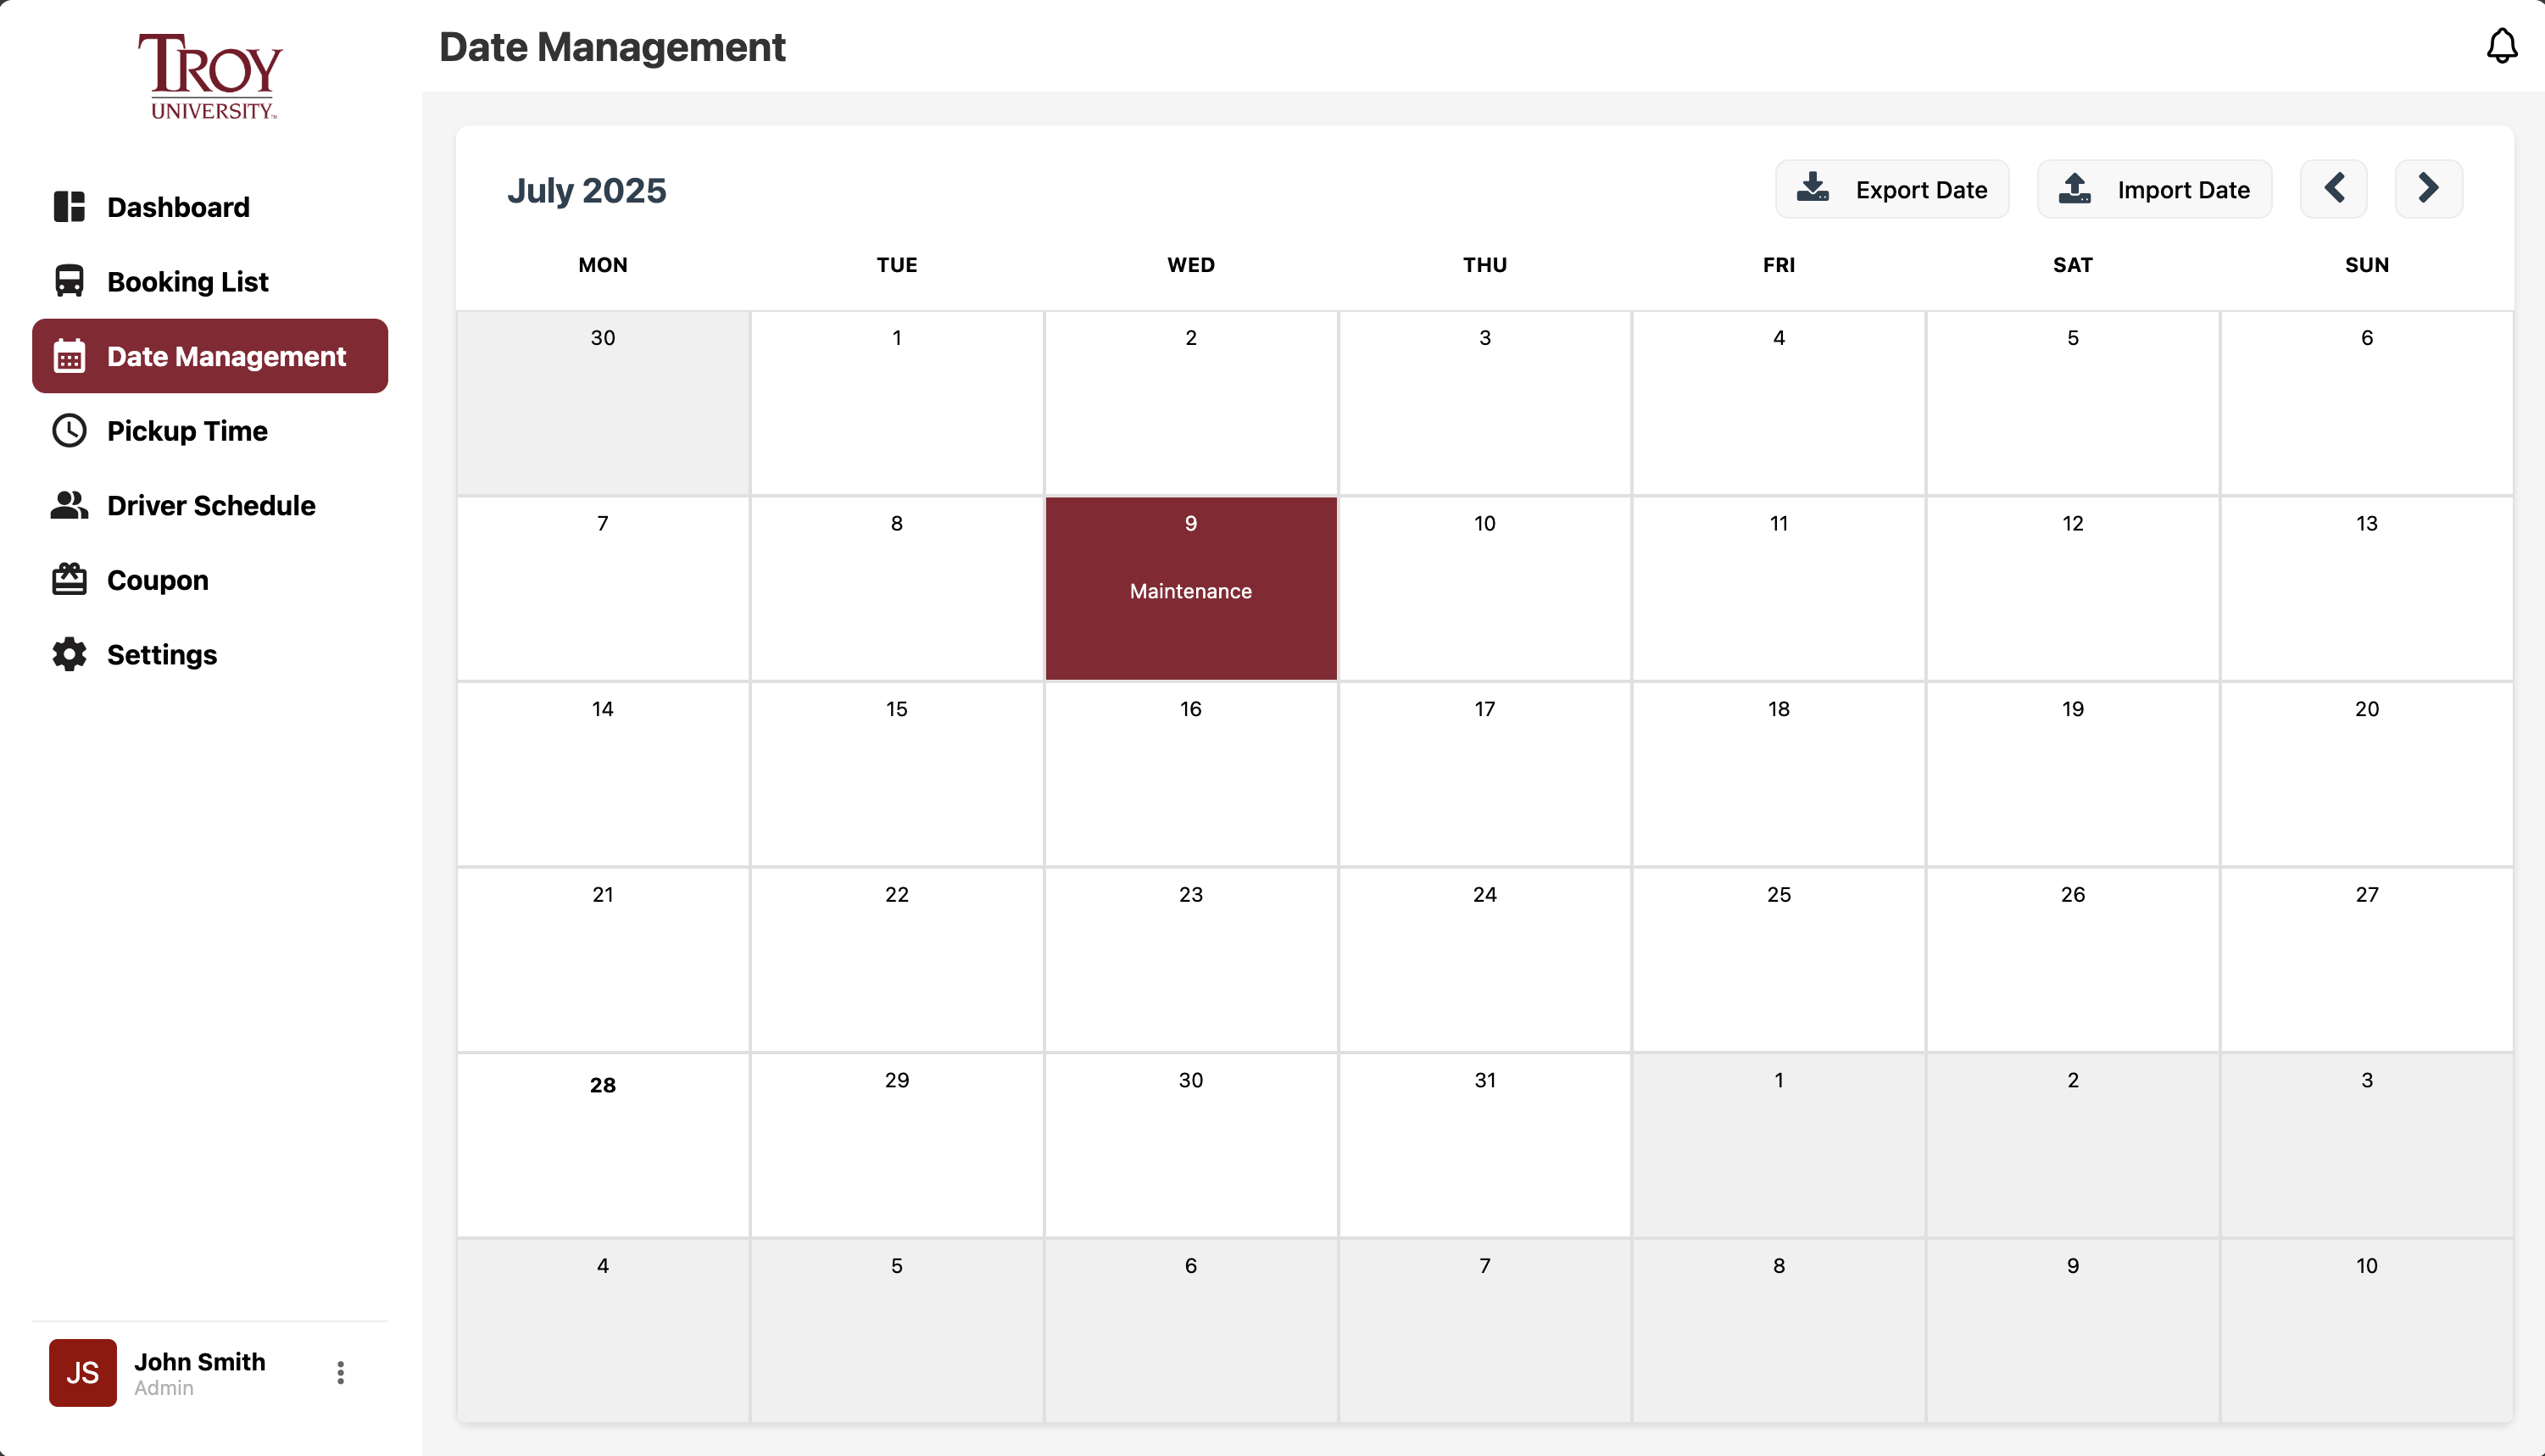 TROY
UNIVERSITY™
Dashboard
Booking List
Date Management
Pickup Time
Driver Schedule
Coupon
Settings
JS
John Smith
Admin
Date Management
July 2025
Export Date
Import Date
MON TUE WED THU FRI SAT SUN
30 1 2 3 4 5 6
7 8 9 10 11 12 13
Maintenance
14 15 16 17 18 19 20
21 22 23 24 25 26 27
28 29 30 31 1 2 3
4 5 6 7 8 9 10